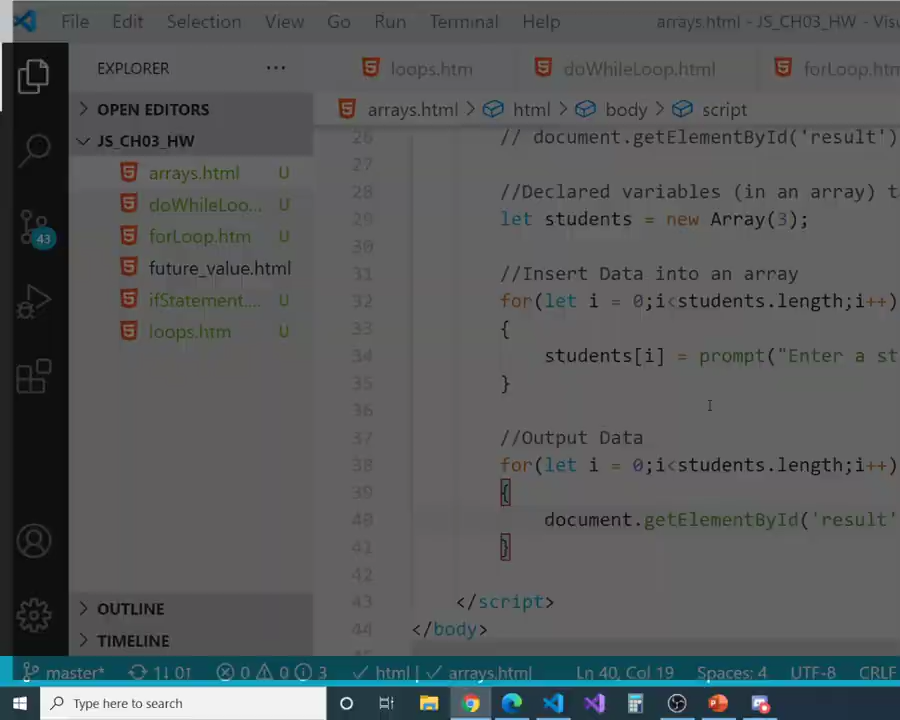 File Edit Selection View Go Run Terminal Help arrays.html - JS_CH03_HW - Visu
EXPLORER ···
loops.htm doWhileLoop.html forLoop.htm
OPEN EDITORS
arrays.html > html > body > script
JS_CH03_HW
arrays.html U
doWhileLoo... U
forLoop.htm U
future_value.html
ifStatement.... U
loops.htm U
43
26 // document.getElementById('result')
27
28 //Declared variables (in an array) ta
29 let students = new Array(3);
30
31 //Insert Data into an array
32 for(let i = 0;i<students.length;i++)
33 {
34 students[i] = prompt("Enter a st
35 }
36
37 //Output Data
38 for(let i = 0;i<students.length;i++)
39 {
40 document.getElementById('result'
41 }
42
43 </script>
44 </body>
OUTLINE
TIMELINE
master* 1↓ 0↑ 0 0 3 html | arrays.html Ln 40, Col 19 Spaces: 4 UTF-8 CRLF
Type here to search